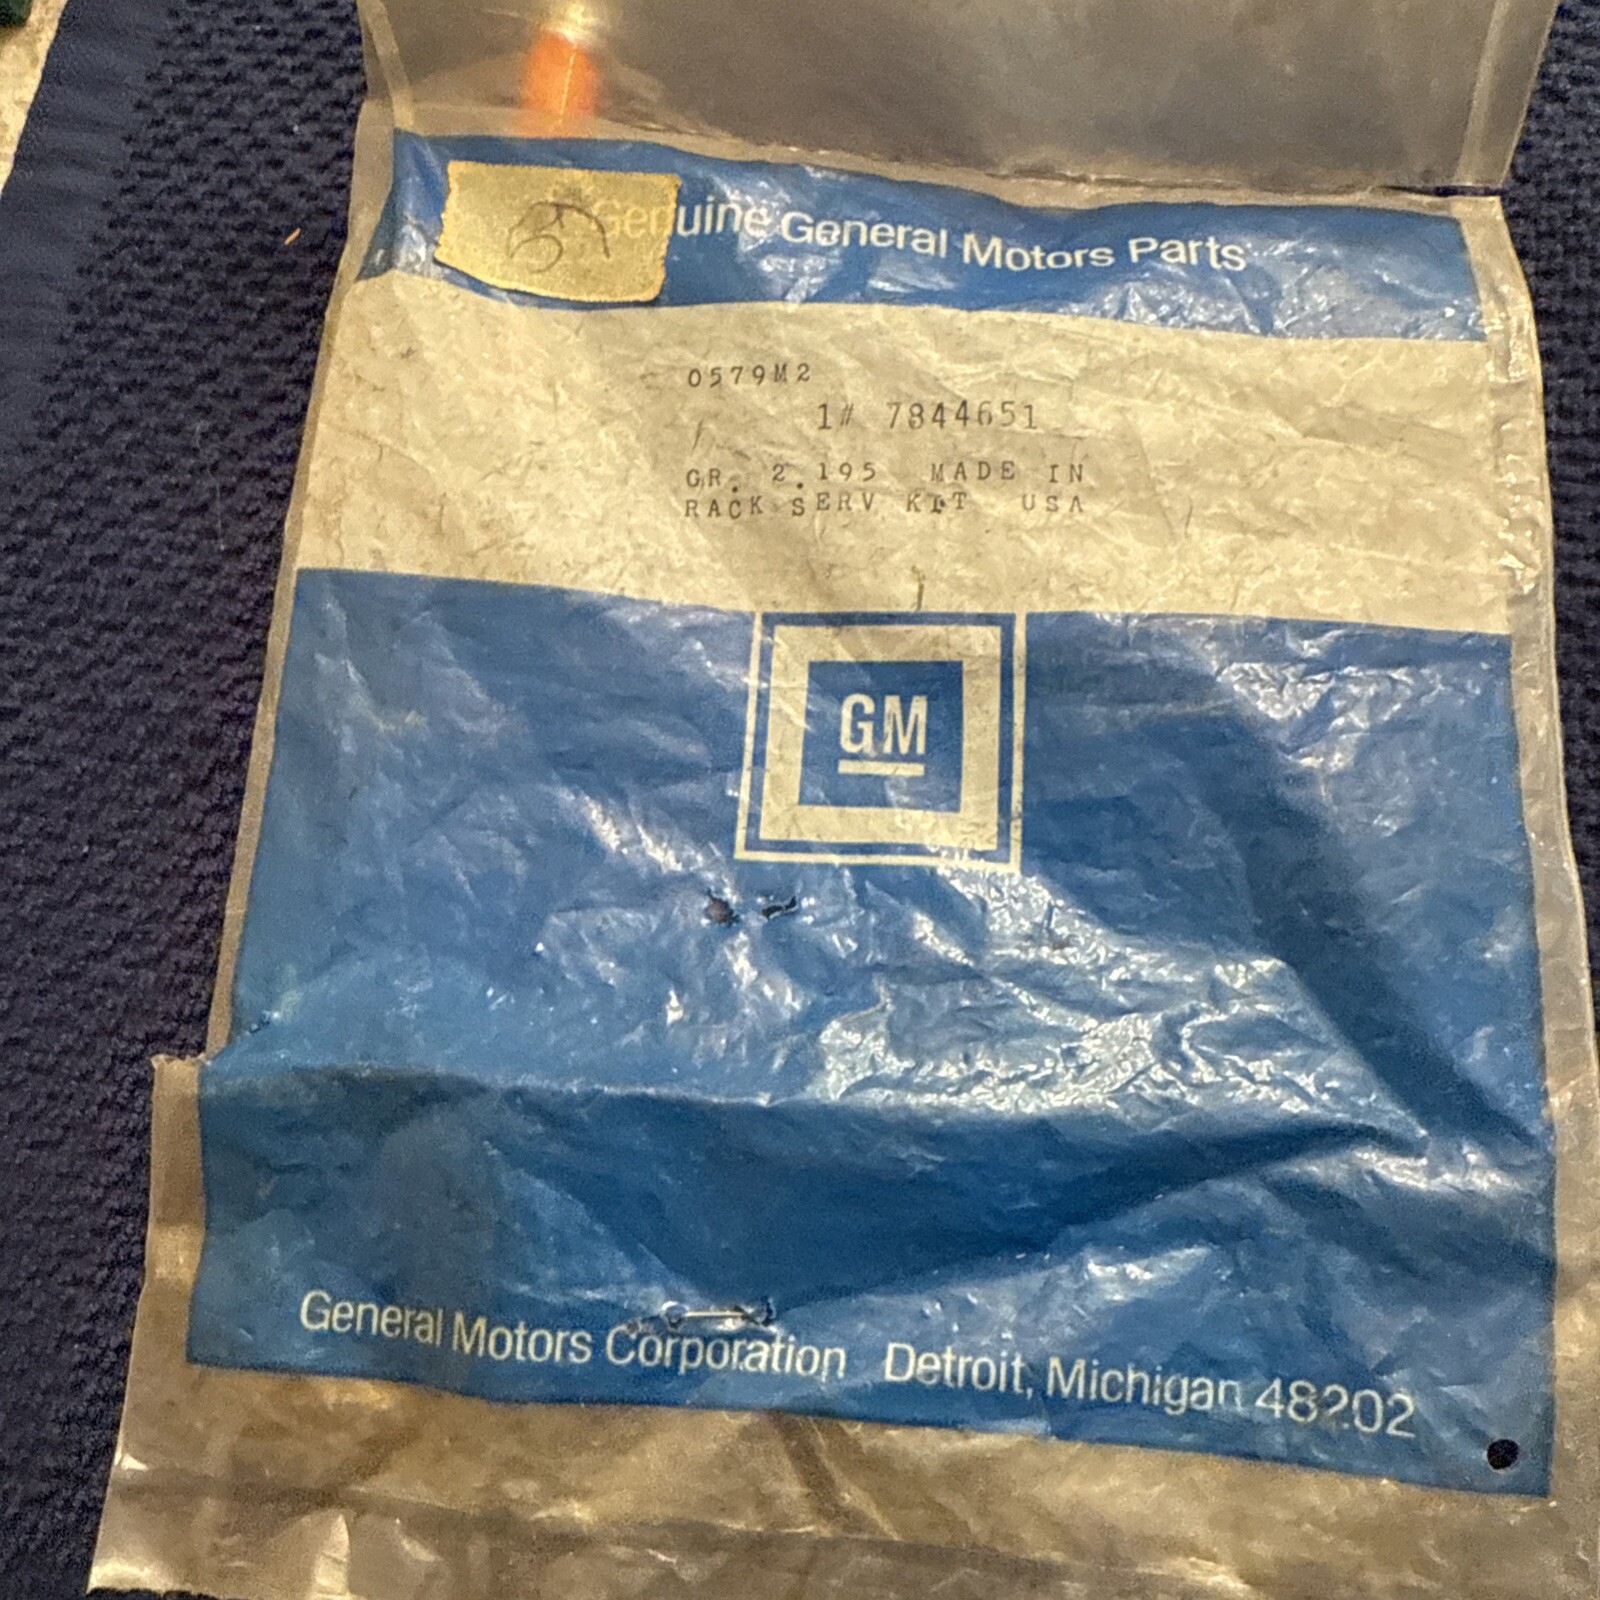 Genuine General Motors Parts
0579M2
1# 7844651
GR. 2.195 MADE IN
RACK SERV KIT USA
GM
General Motors Corporation Detroit, Michigan 48202